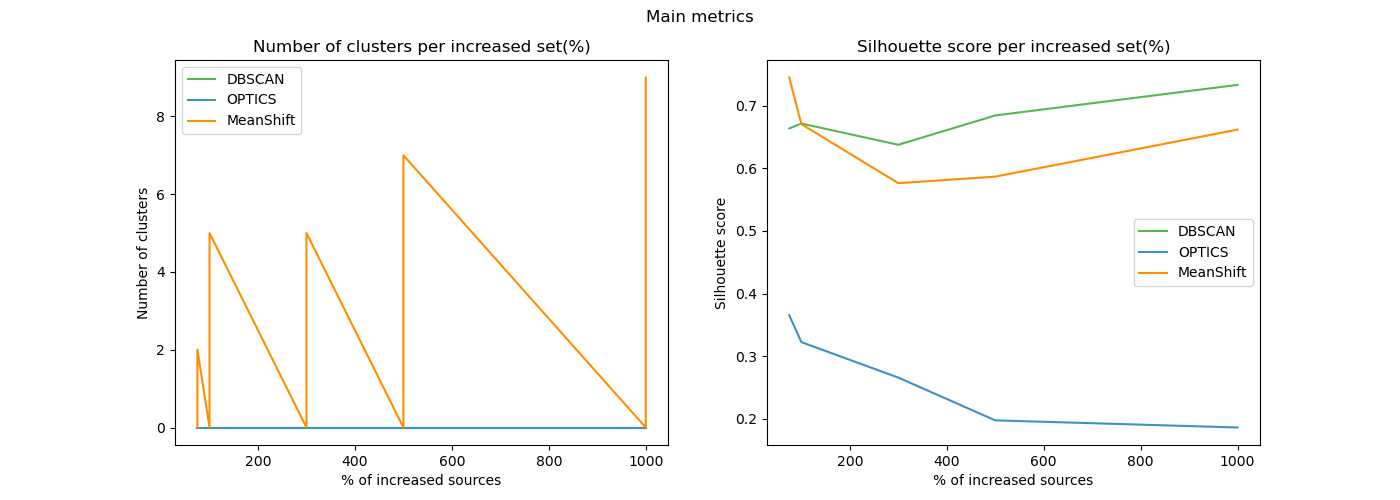 Main metrics
Number of clusters per increased set(%)
DBSCAN
OPTICS
MeanShift
Number of clusters
8
6
4
2
0
200 400 600 800 1000
% of increased sources
Silhouette score per increased set(%)
Silhouette score
0.7
0.6
0.5
0.4
0.3
0.2
DBSCAN
OPTICS
MeanShift
200 400 600 800 1000
% of increased sources